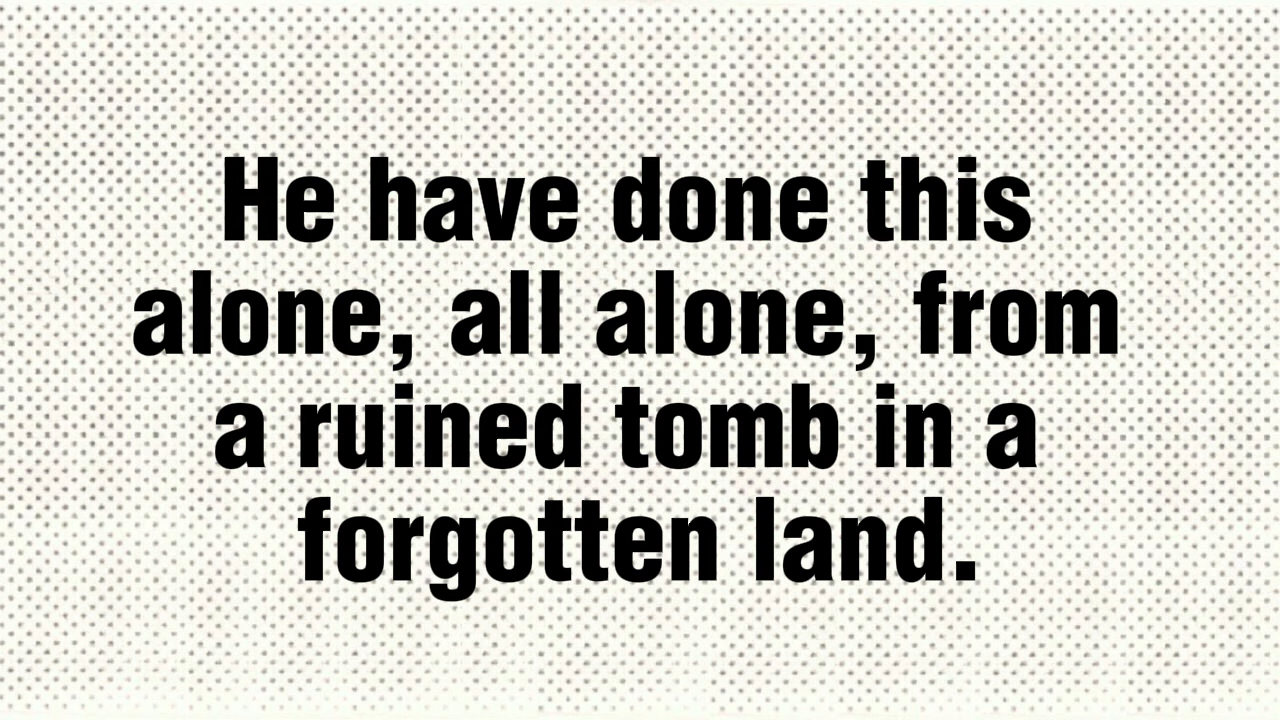 He have done this
alone, all alone, from
a ruined tomb in a
forgotten land.